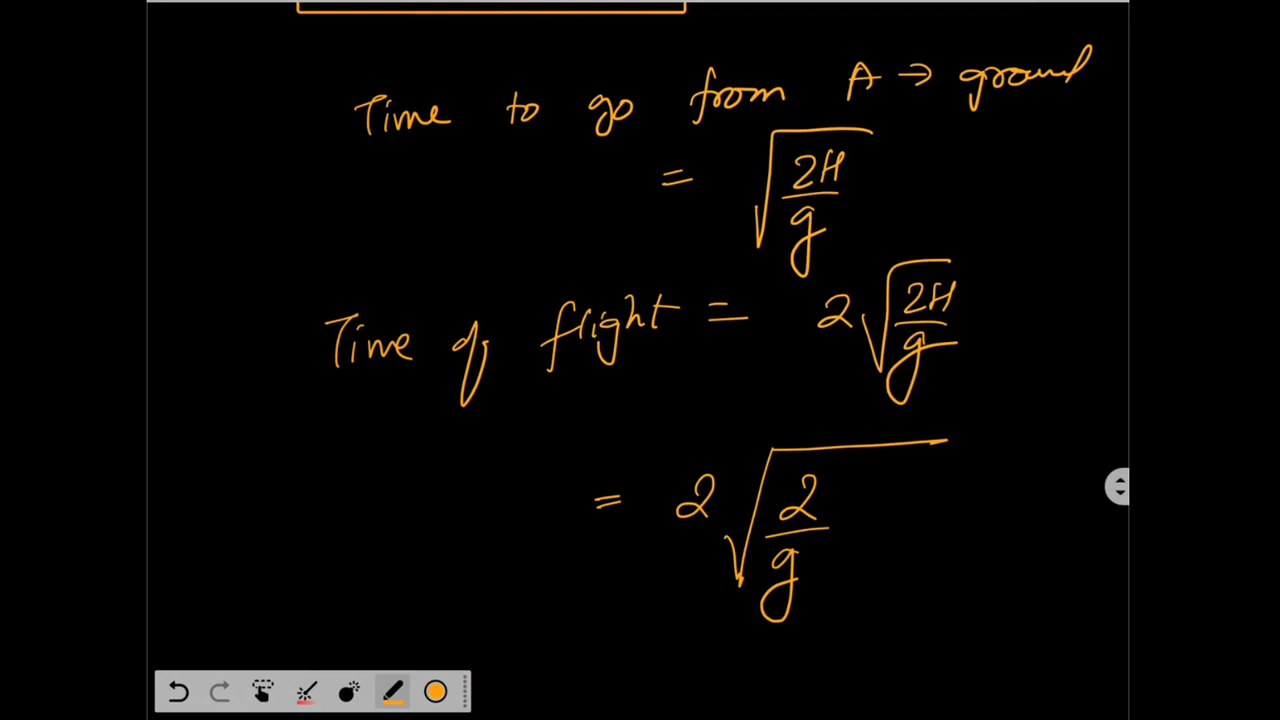 Time to go from A → ground
= √(2H/g)
Time of flight = 2√(2H/g)
= 2√(2/g)